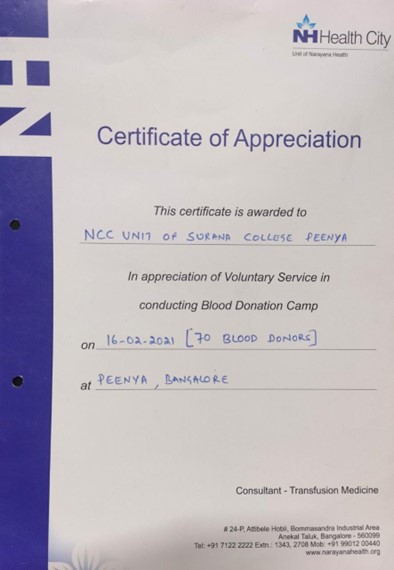 NH
NH Health City
Unit of Narayana Health
Certificate of Appreciation
This certificate is awarded to
NCC UNIT OF SURANA COLLEGE PEENYA
In appreciation of Voluntary Service in
conducting Blood Donation Camp
on 16-02-2021 [70 BLOOD DONORS]
at PEENYA, BANGALORE
Consultant - Transfusion Medicine
# 24-P, Attibele Hobli, Bommasandra Industrial Area
Anekal Taluk, Bangalore - 560099
Tel: +91 7122 2222 Extn.: 1343, 2708 Mob: +91 99012 00440
www.narayanahealth.org